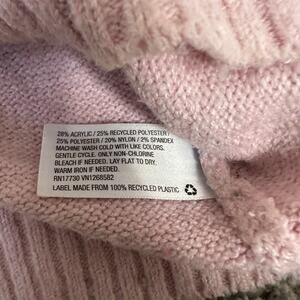 28% ACRYLIC / 25% RECYCLED POLYESTER /
25% POLYESTER / 20% NYLON / 2% SPANDEX
MACHINE WASH COLD WITH LIKE COLORS.
GENTLE CYCLE. ONLY NON-CHLORINE
BLEACH IF NEEDED. LAY FLAT TO DRY.
WARM IRON IF NEEDED.
RN17730 VN1268582
LABEL MADE FROM 100% RECYCLED PLASTIC